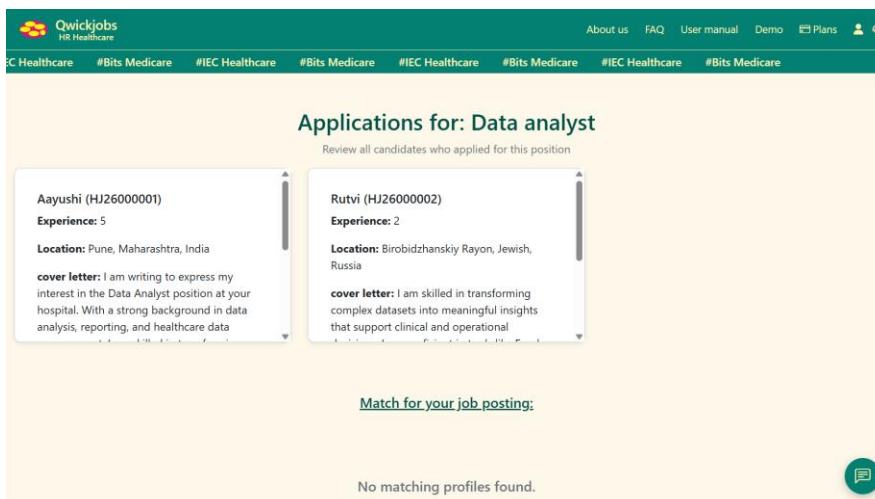 Qwickjobs
HR Healthcare
About us FAQ User manual Demo Plans
EC Healthcare #Bits Medicare #IEC Healthcare #Bits Medicare #IEC Healthcare #Bits Medicare #IEC Healthcare #Bits Medicare
Applications for: Data analyst
Review all candidates who applied for this position
Aayushi (HJ26000001)
Experience: 5
Location: Pune, Maharashtra, India
cover letter: I am writing to express my
interest in the Data Analyst position at your
hospital. With a strong background in data
analysis, reporting, and healthcare data
Rutvi (HJ26000002)
Experience: 2
Location: Birobidzhanskiy Rayon, Jewish,
Russia
cover letter: I am skilled in transforming
complex datasets into meaningful insights
that support clinical and operational
Match for your job posting:
No matching profiles found.